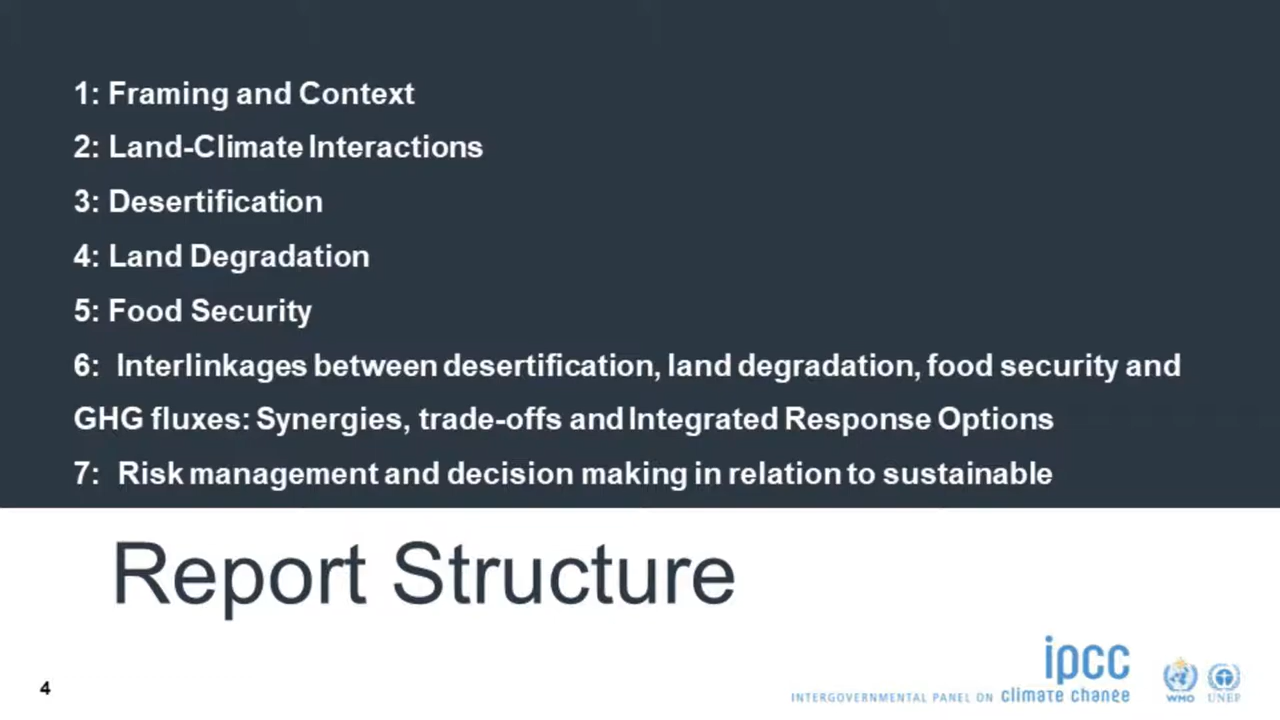 1: Framing and Context
2: Land-Climate Interactions
3: Desertification
4: Land Degradation
5: Food Security
6: Interlinkages between desertification, land degradation, food security and
GHG fluxes: Synergies, trade-offs and Integrated Response Options
7: Risk management and decision making in relation to sustainable
Report Structure
4
ipcc
INTERGOVERNMENTAL PANEL ON climate change
WMO
UNEP